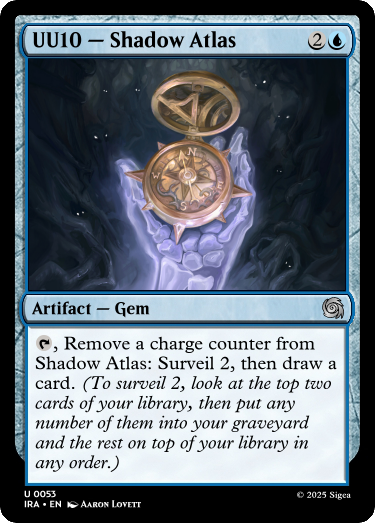 UU10 — Shadow Atlas 2
Artifact — Gem
, Remove a charge counter from
Shadow Atlas: Surveil 2, then draw a
card. (To surveil 2, look at the top two
cards of your library, then put any
number of them into your graveyard
and the rest on top of your library in
any order.)
U 0053
IRA • EN Aaron Lovett
© 2025 Sigea